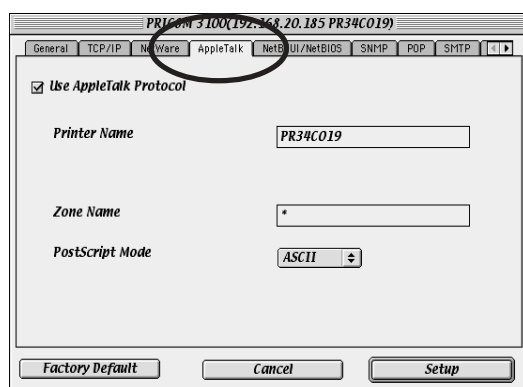 PRICOM 3100(192.168.20.185 PR34C019)
General TCP/IP NetWare AppleTalk NetBEUI/NetBIOS SNMP POP SMTP
Use AppleTalk Protocol
Printer Name PR34C019
Zone Name *
PostScript Mode ASCII
Factory Default Cancel Setup